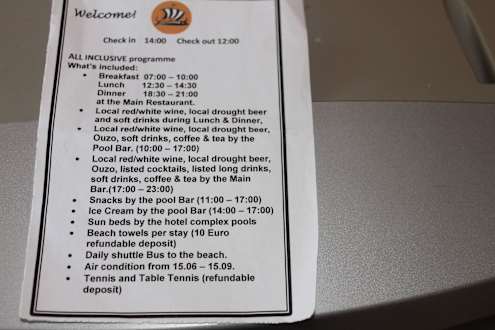 Welcome!
Check in 14:00 Check out 12:00
ALL INCLUSIVE programme
What's included:
• Breakfast 07:00 – 10:00
Lunch 12:30 – 14:30
Dinner 18:30 – 21:00
at the Main Restaurant.
• Local red/white wine, local drought beer
and soft drinks during Lunch & Dinner,
• Local red/white wine, local drought beer,
Ouzo, soft drinks, coffee & tea by the
Pool Bar. (10:00 – 17:00)
• Local red/white wine, local drought beer,
Ouzo, listed cocktails, listed long drinks,
soft drinks, coffee & tea by the Main
Bar.(17:00 – 23:00)
• Snacks by the pool Bar (11:00 – 17:00)
• Ice Cream by the pool Bar (14:00 – 17:00)
• Sun beds by the hotel complex pools
• Beach towels per stay (10 Euro
refundable deposit)
• Daily shuttle Bus to the beach.
• Air condition from 15.06 – 15.09.
• Tennis and Table Tennis (refundable
deposit)